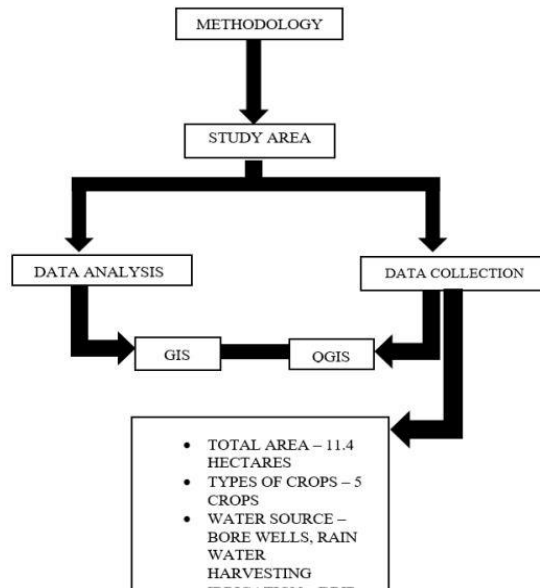 METHODOLOGY
STUDY AREA
DATA ANALYSIS
DATA COLLECTION
GIS
QGIS
• TOTAL AREA – 11.4
HECTARES
• TYPES OF CROPS – 5
CROPS
• WATER SOURCE –
BORE WELLS, RAIN
WATER
HARVESTING